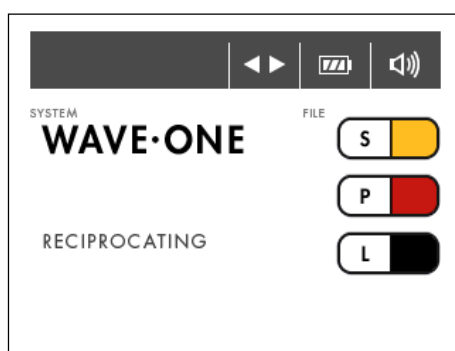 SYSTEM
FILE
WAVE•ONE
S
P
RECIPROCATING
L